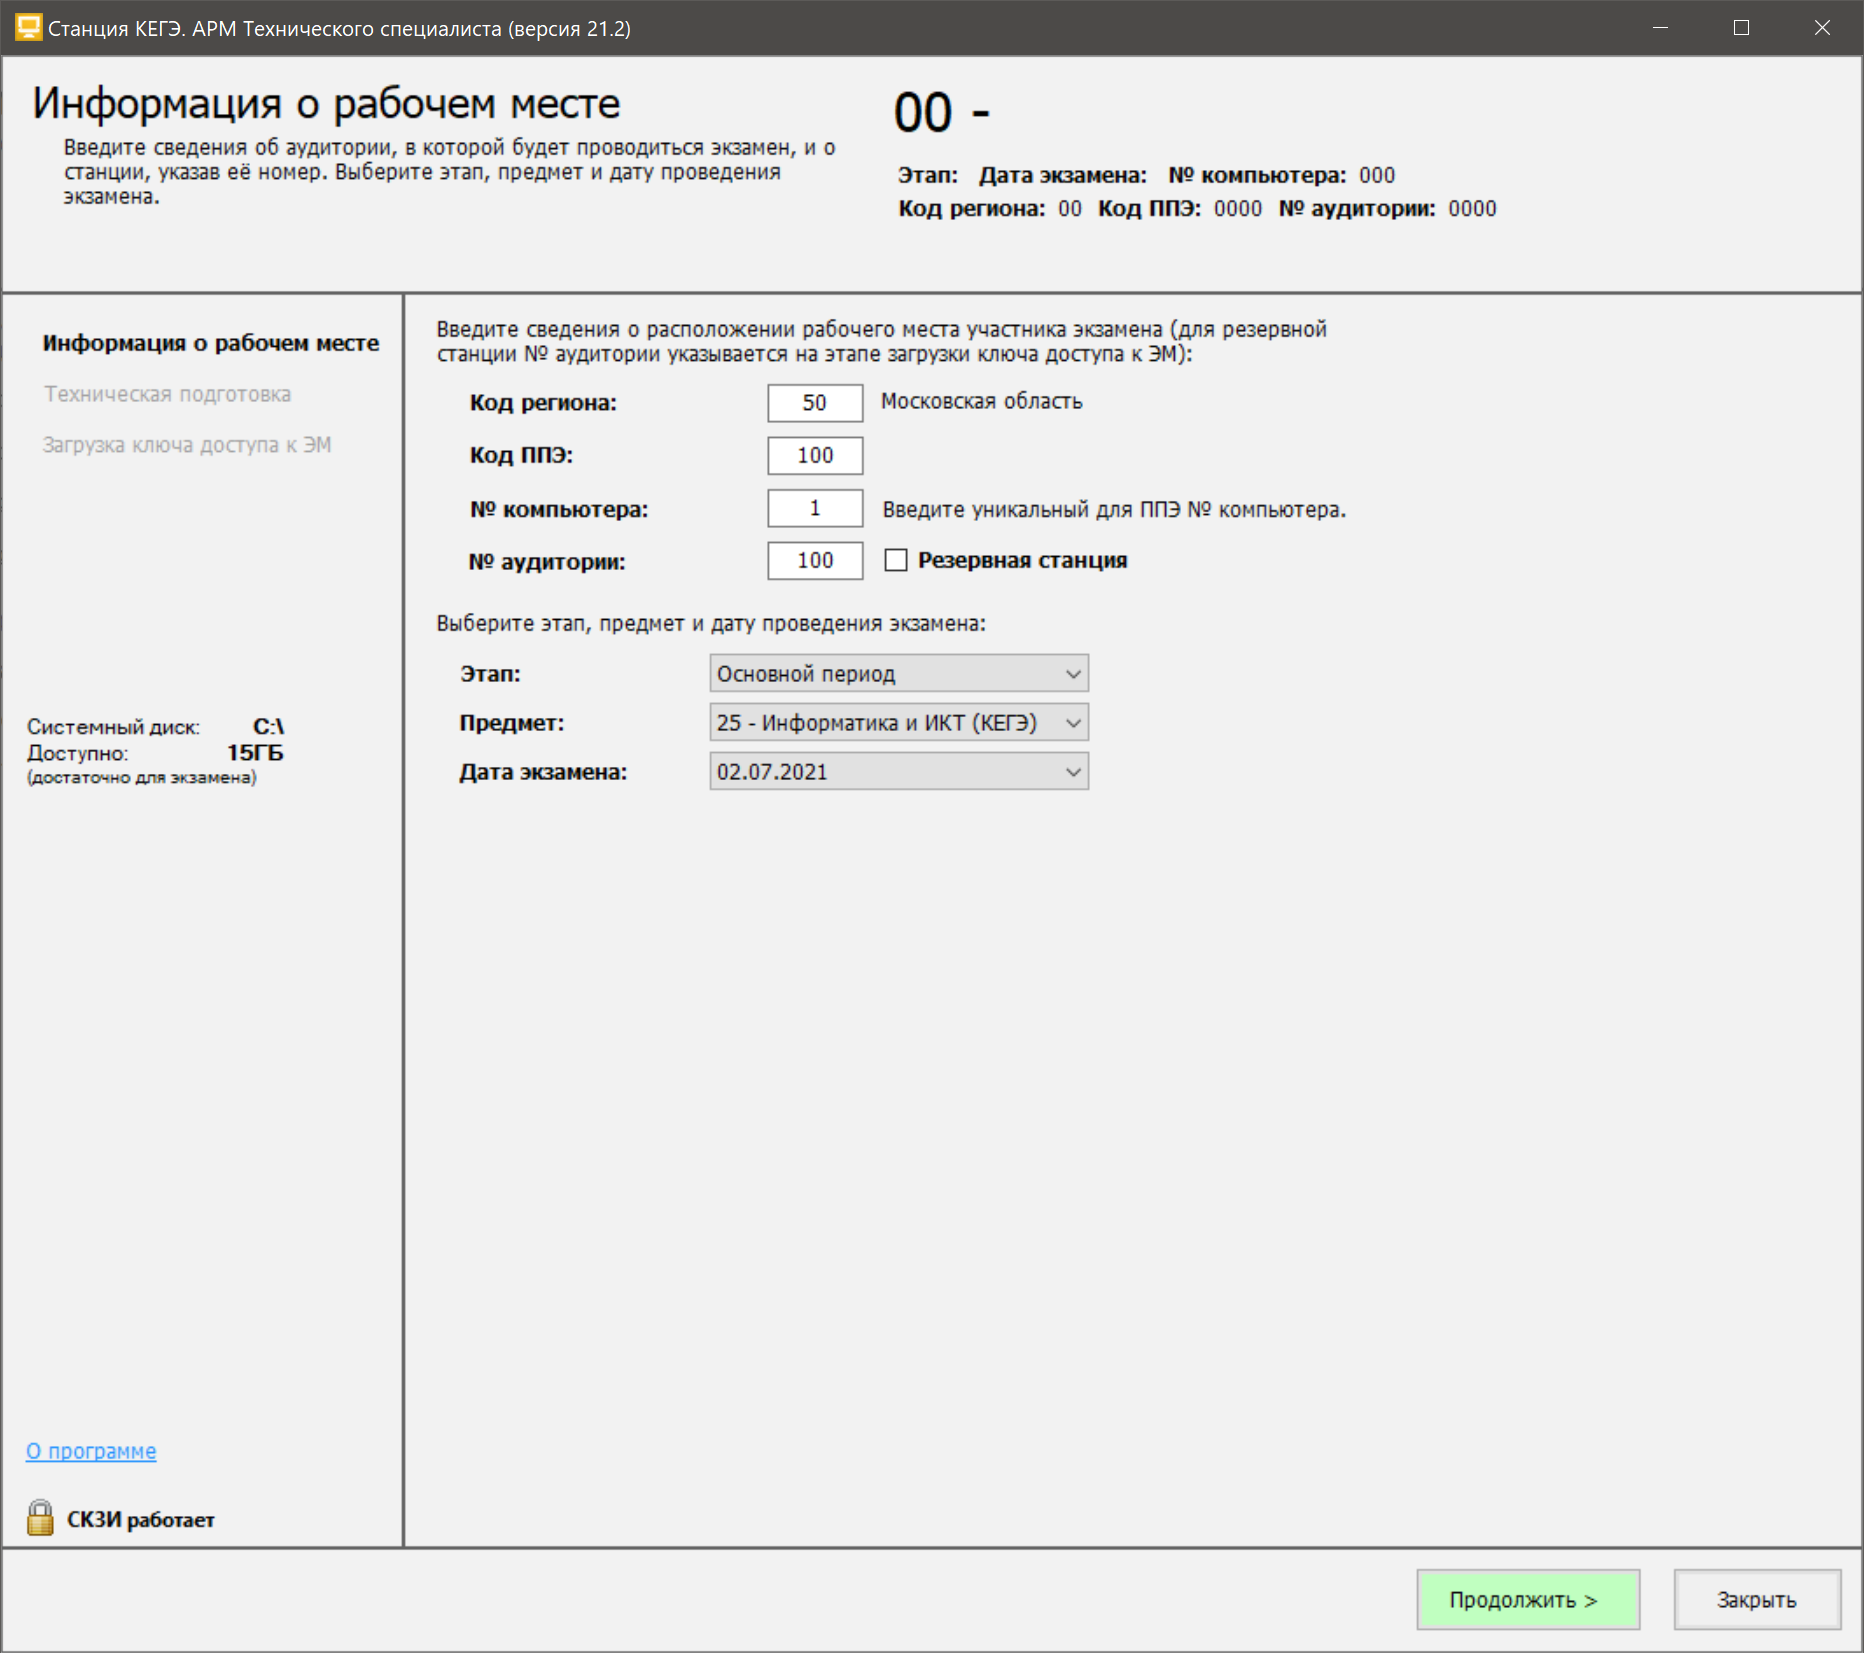 Станция КЕГЭ. АРМ Технического специалиста (версия 21.2)
Информация о рабочем месте
Введите сведения об аудитории, в которой будет проводиться экзамен, и о
станции, указав её номер. Выберите этап, предмет и дату проведения
экзамена.
00 -
Этап: Дата экзамена: № компьютера: 000
Код региона: 00 Код ППЭ: 0000 № аудитории: 0000
Информация о рабочем месте
Техническая подготовка
Загрузка ключа доступа к ЭМ
Системный диск: C:\
Доступно: 15ГБ
(достаточно для экзамена)
О программе
СКЗИ работает
Введите сведения о расположении рабочего места участника экзамена (для резервной
станции № аудитории указывается на этапе загрузки ключа доступа к ЭМ):
Код региона: 50 Московская область
Код ППЭ: 100
№ компьютера: 1 Введите уникальный для ППЭ № компьютера.
№ аудитории: 100 Резервная станция
Выберите этап, предмет и дату проведения экзамена:
Этап: Основной период
Предмет: 25 - Информатика и ИКТ (КЕГЭ)
Дата экзамена: 02.07.2021
Продолжить > Закрыть